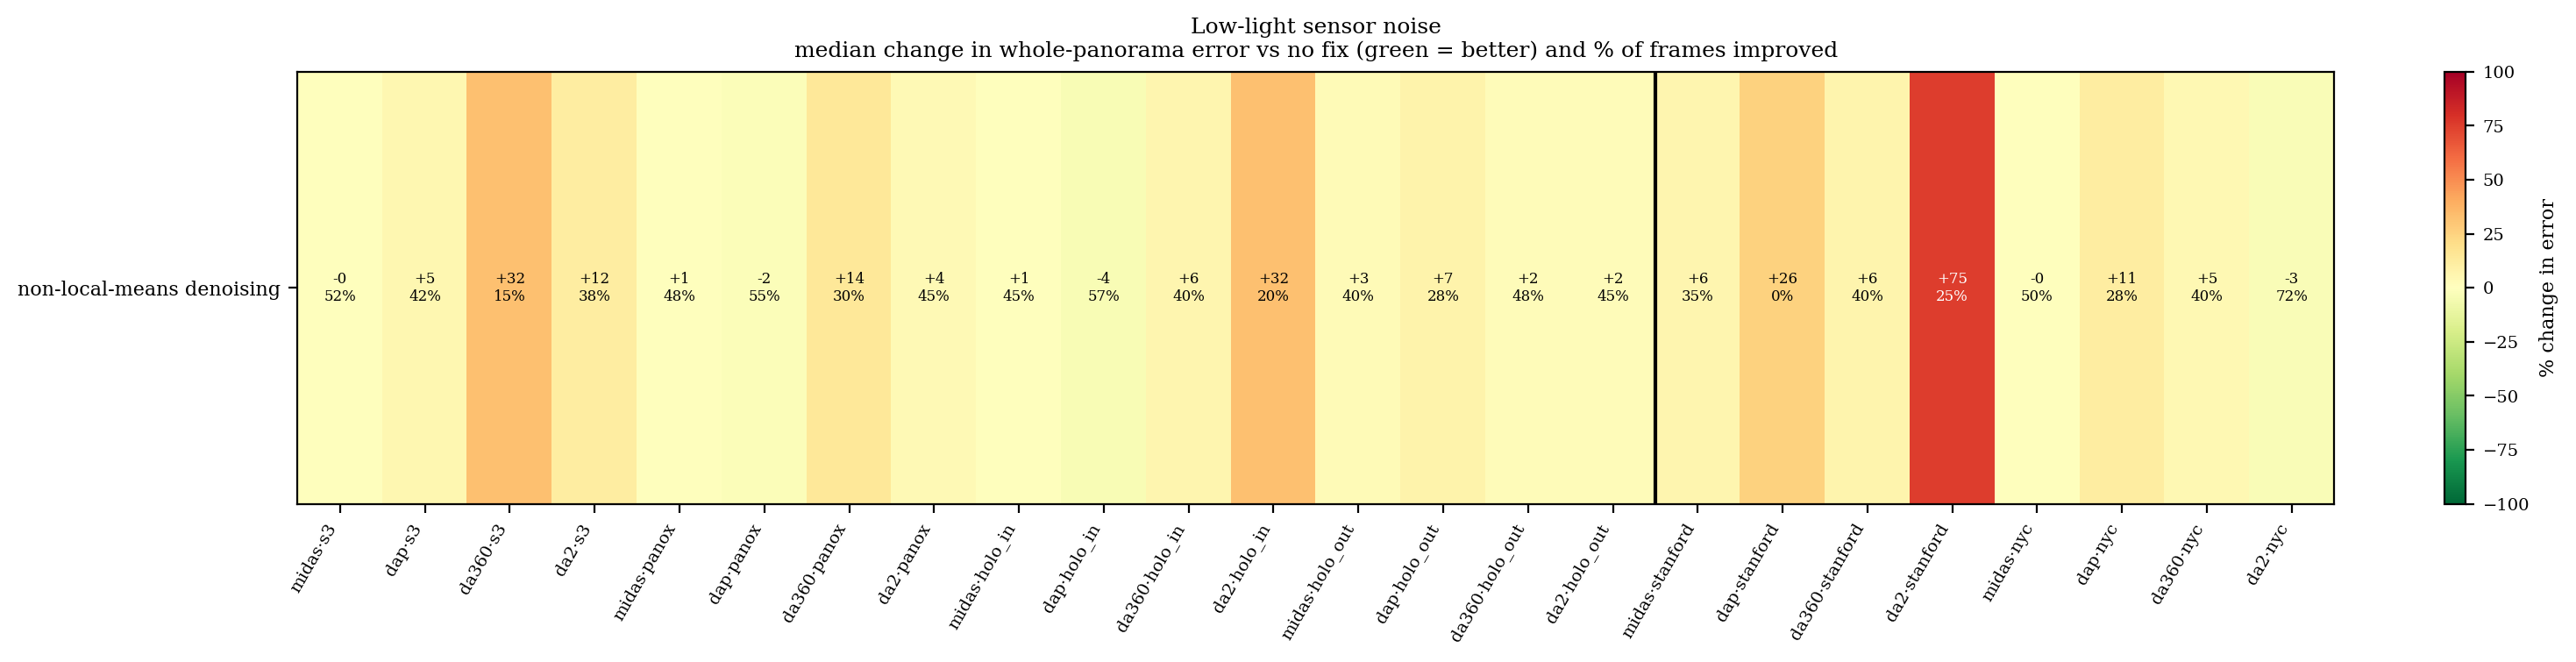 Low-light sensor noise
median change in whole-panorama error vs no fix (green = better) and % of frames improved
non-local-means denoising
-0 +5 +32 +12 +1 -2 +14 +4 +1 -4 +6 +32 +3 +7 +2 +2 +6 +26 +6 +75 -0 +11 +5 -3
52% 42% 15% 38% 48% 55% 30% 45% 45% 57% 40% 20% 40% 28% 48% 45% 35% 0% 40% 25% 50% 28% 40% 72%
midas·s3
dap·s3
da360·s3
da2·s3
midas·panox
dap·panox
da360·panox
da2·panox
midas·holo_in
dap·holo_in
da360·holo_in
da2·holo_in
midas·holo_out
dap·holo_out
da360·holo_out
da2·holo_out
midas·stanford
dap·stanford
da360·stanford
da2·stanford
midas·nyc
dap·nyc
da360·nyc
da2·nyc
100
75
50
25
0
−25
−50
−75
−100
% change in error